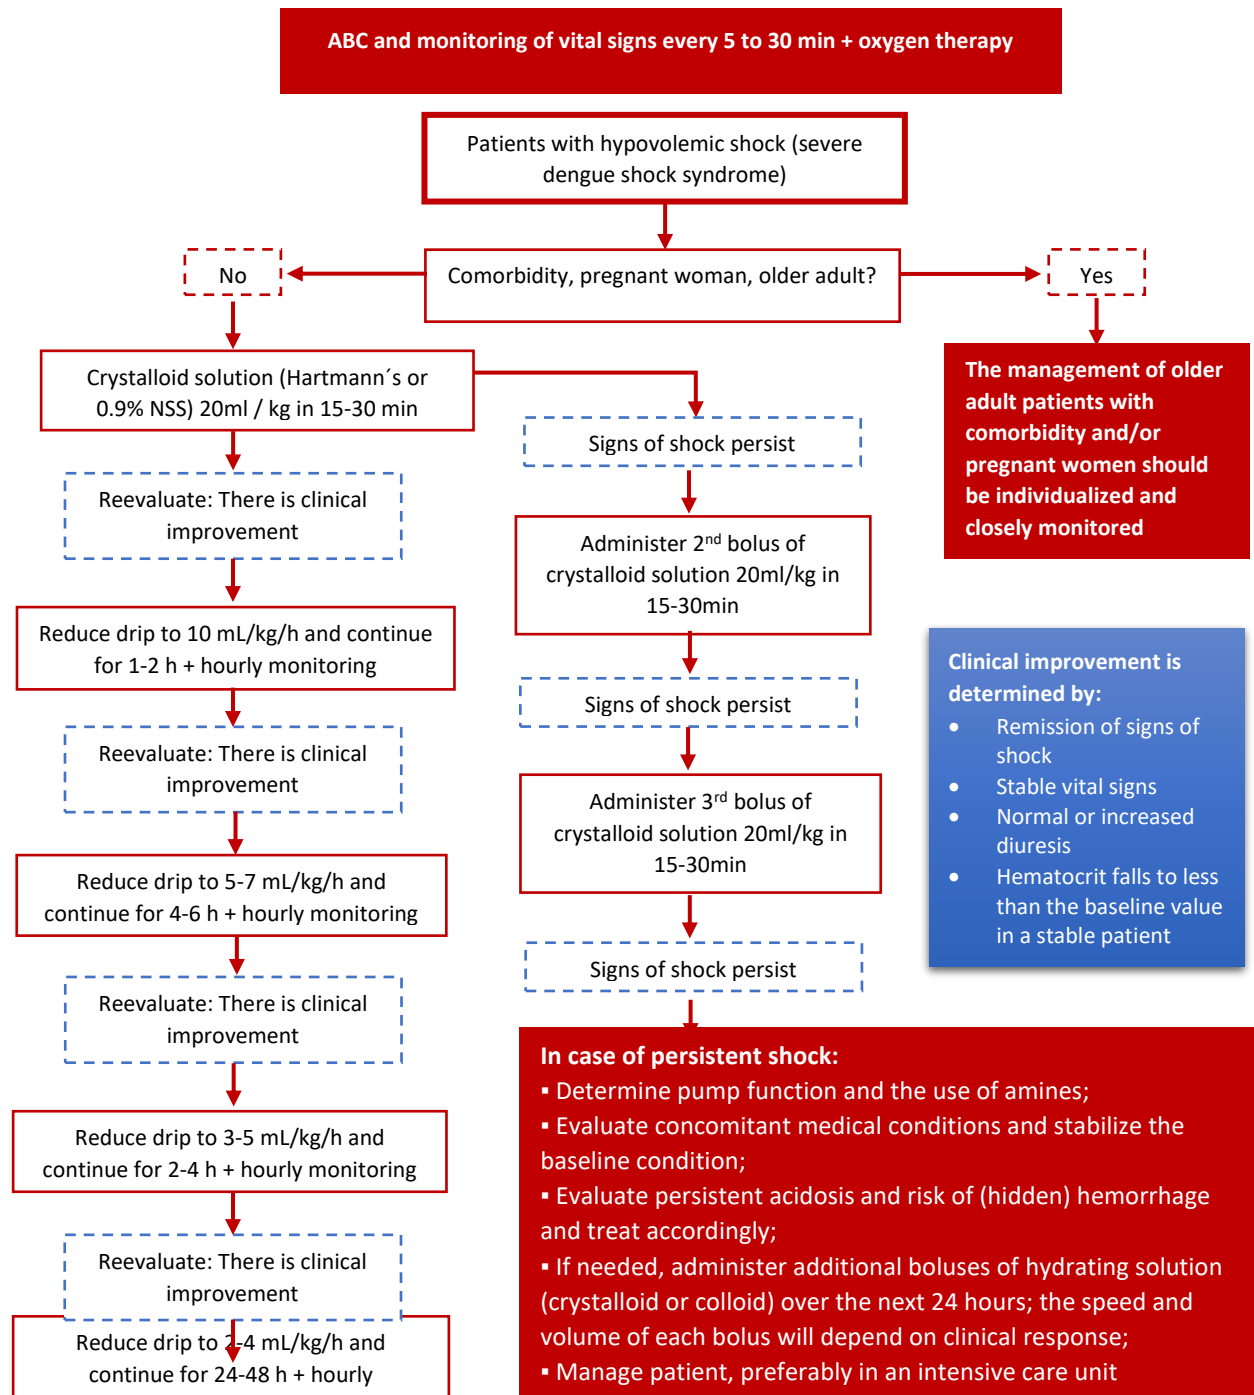 ABC and monitoring of vital signs every 5 to 30 min + oxygen therapy
Patients with hypovolemic shock (severe
dengue shock syndrome)
No
Comorbidity, pregnant woman, older adult?
Yes
Crystalloid solution (Hartmann´s or
0.9% NSS) 20ml / kg in 15-30 min
Reevaluate: There is clinical
improvement
Reduce drip to 10 mL/kg/h and continue
for 1-2 h + hourly monitoring
Reevaluate: There is clinical
improvement
Reduce drip to 5-7 mL/kg/h and
continue for 4-6 h + hourly monitoring
Reevaluate: There is clinical
improvement
Reduce drip to 3-5 mL/kg/h and
continue for 2-4 h + hourly monitoring
Reevaluate: There is clinical
improvement
Reduce drip to 2-4 mL/kg/h and
continue for 24-48 h + hourly
Signs of shock persist
Administer 2nd bolus of
crystalloid solution 20ml/kg in
15-30min
Signs of shock persist
Administer 3rd bolus of
crystalloid solution 20ml/kg in
15-30min
Signs of shock persist
In case of persistent shock:
▪ Determine pump function and the use of amines;
▪ Evaluate concomitant medical conditions and stabilize the
baseline condition;
▪ Evaluate persistent acidosis and risk of (hidden) hemorrhage
and treat accordingly;
▪ If needed, administer additional boluses of hydrating solution
(crystalloid or colloid) over the next 24 hours; the speed and
volume of each bolus will depend on clinical response;
▪ Manage patient, preferably in an intensive care unit
The management of older
adult patients with
comorbidity and/or
pregnant women should
be individualized and
closely monitored
Clinical improvement is
determined by:
• Remission of signs of
shock
• Stable vital signs
• Normal or increased
diuresis
• Hematocrit falls to less
than the baseline value
in a stable patient